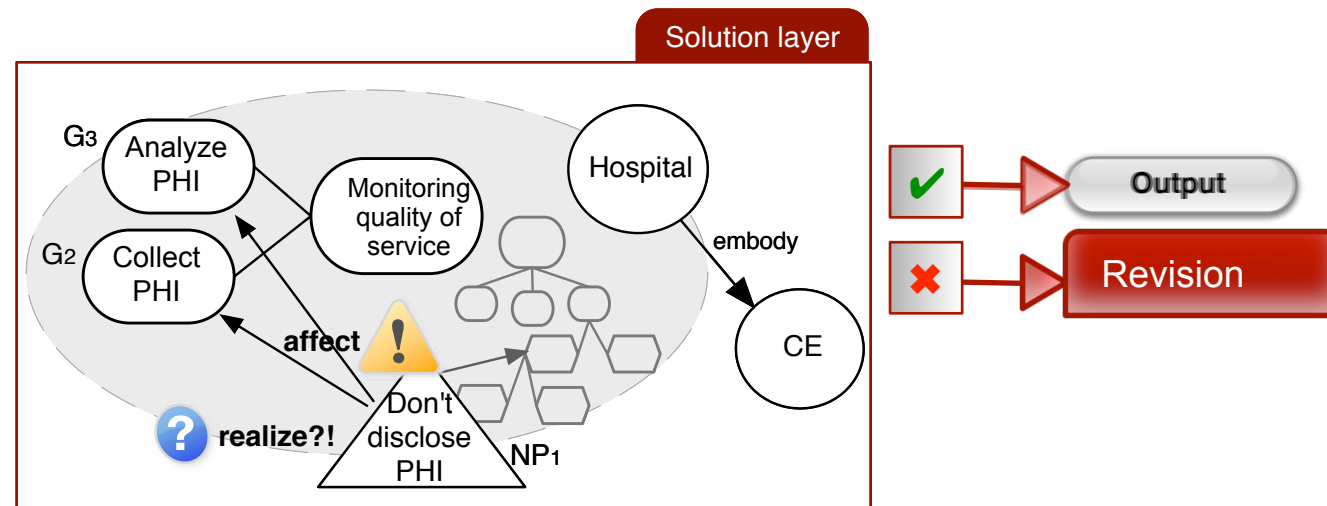 Solution layer
G3
Analyze
PHI
Hospital
Monitoring
quality of
service
G2
Collect
PHI
embody
affect
!
CE
Don't
disclose
PHI
? realize?!
NP1
✔
Output
✖
Revision